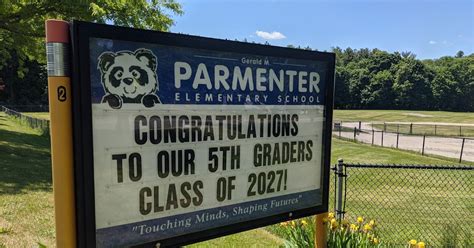 Gerald M.
PARMENTER
ELEMENTARY SCHOOL
CONGRATULATIONS
TO OUR 5TH GRADERS
CLASS OF 2027!
"Touching Minds, Shaping Futures"
2